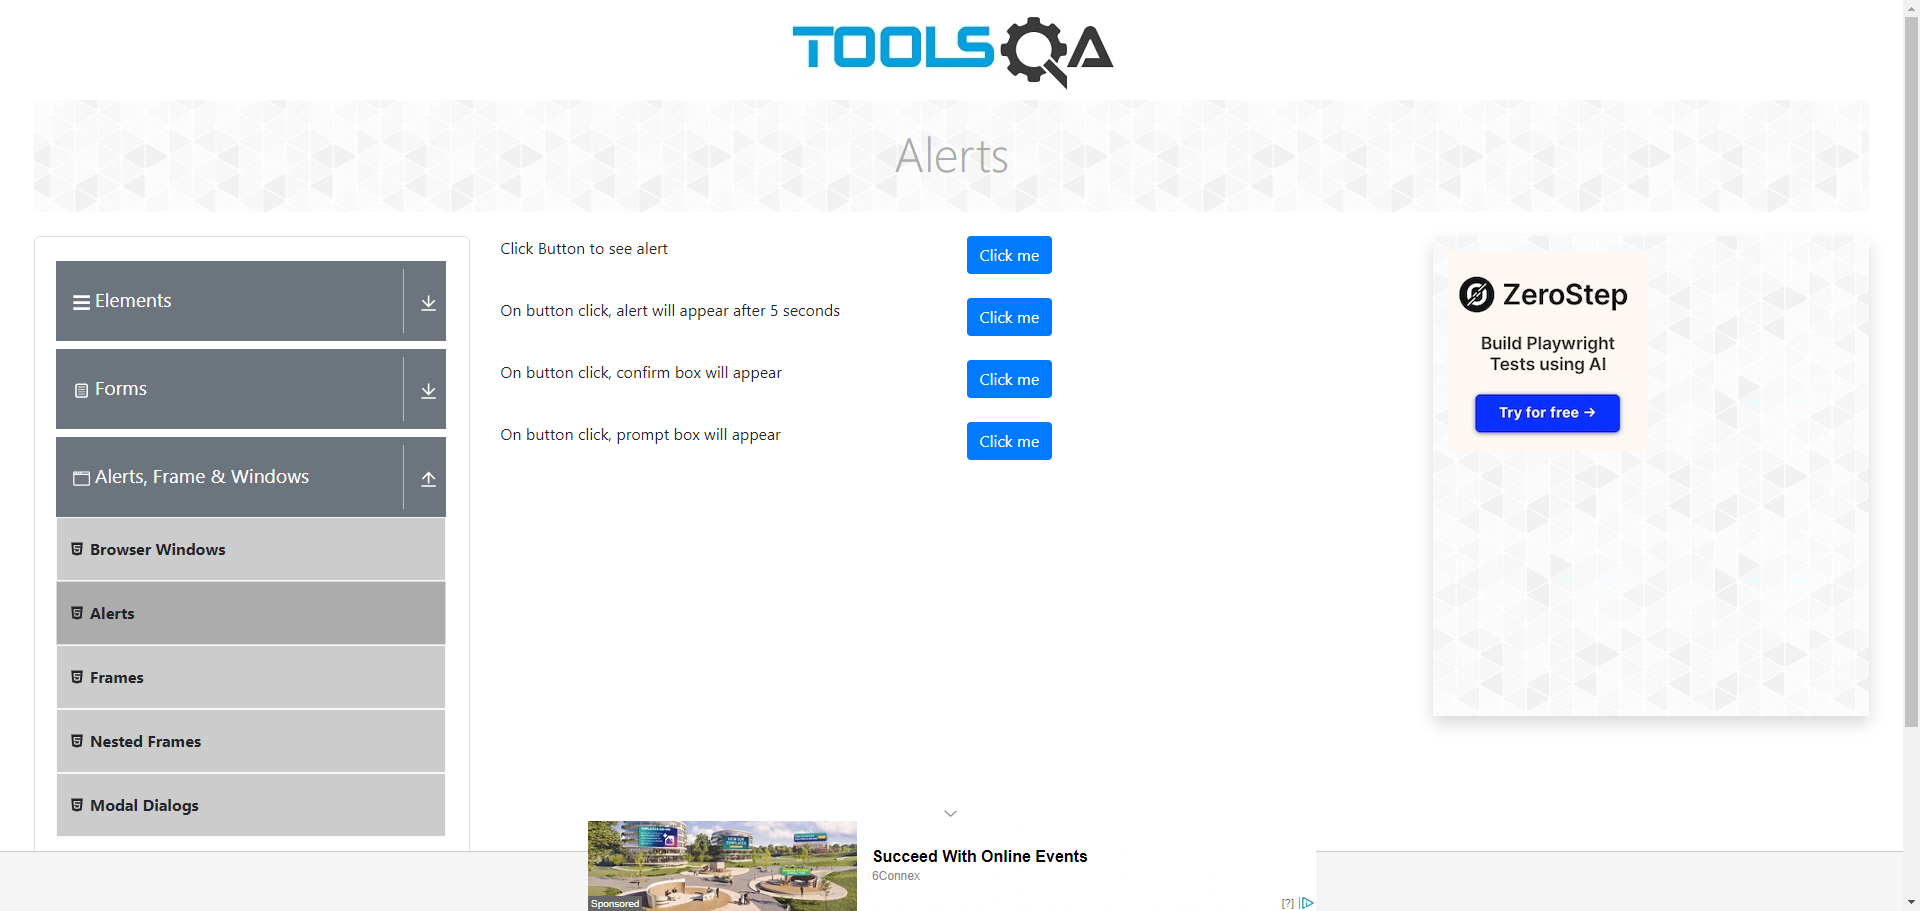 TOOLSQA
Alerts
Elements
Forms
Alerts, Frame & Windows
Browser Windows
Alerts
Frames
Nested Frames
Modal Dialogs
Click Button to see alert
Click me
On button click, alert will appear after 5 seconds
Click me
On button click, confirm box will appear
Click me
On button click, prompt box will appear
Click me
ZeroStep
Build Playwright
Tests using AI
Try for free →
Sponsored
Succeed With Online Events
6Connex
[?]